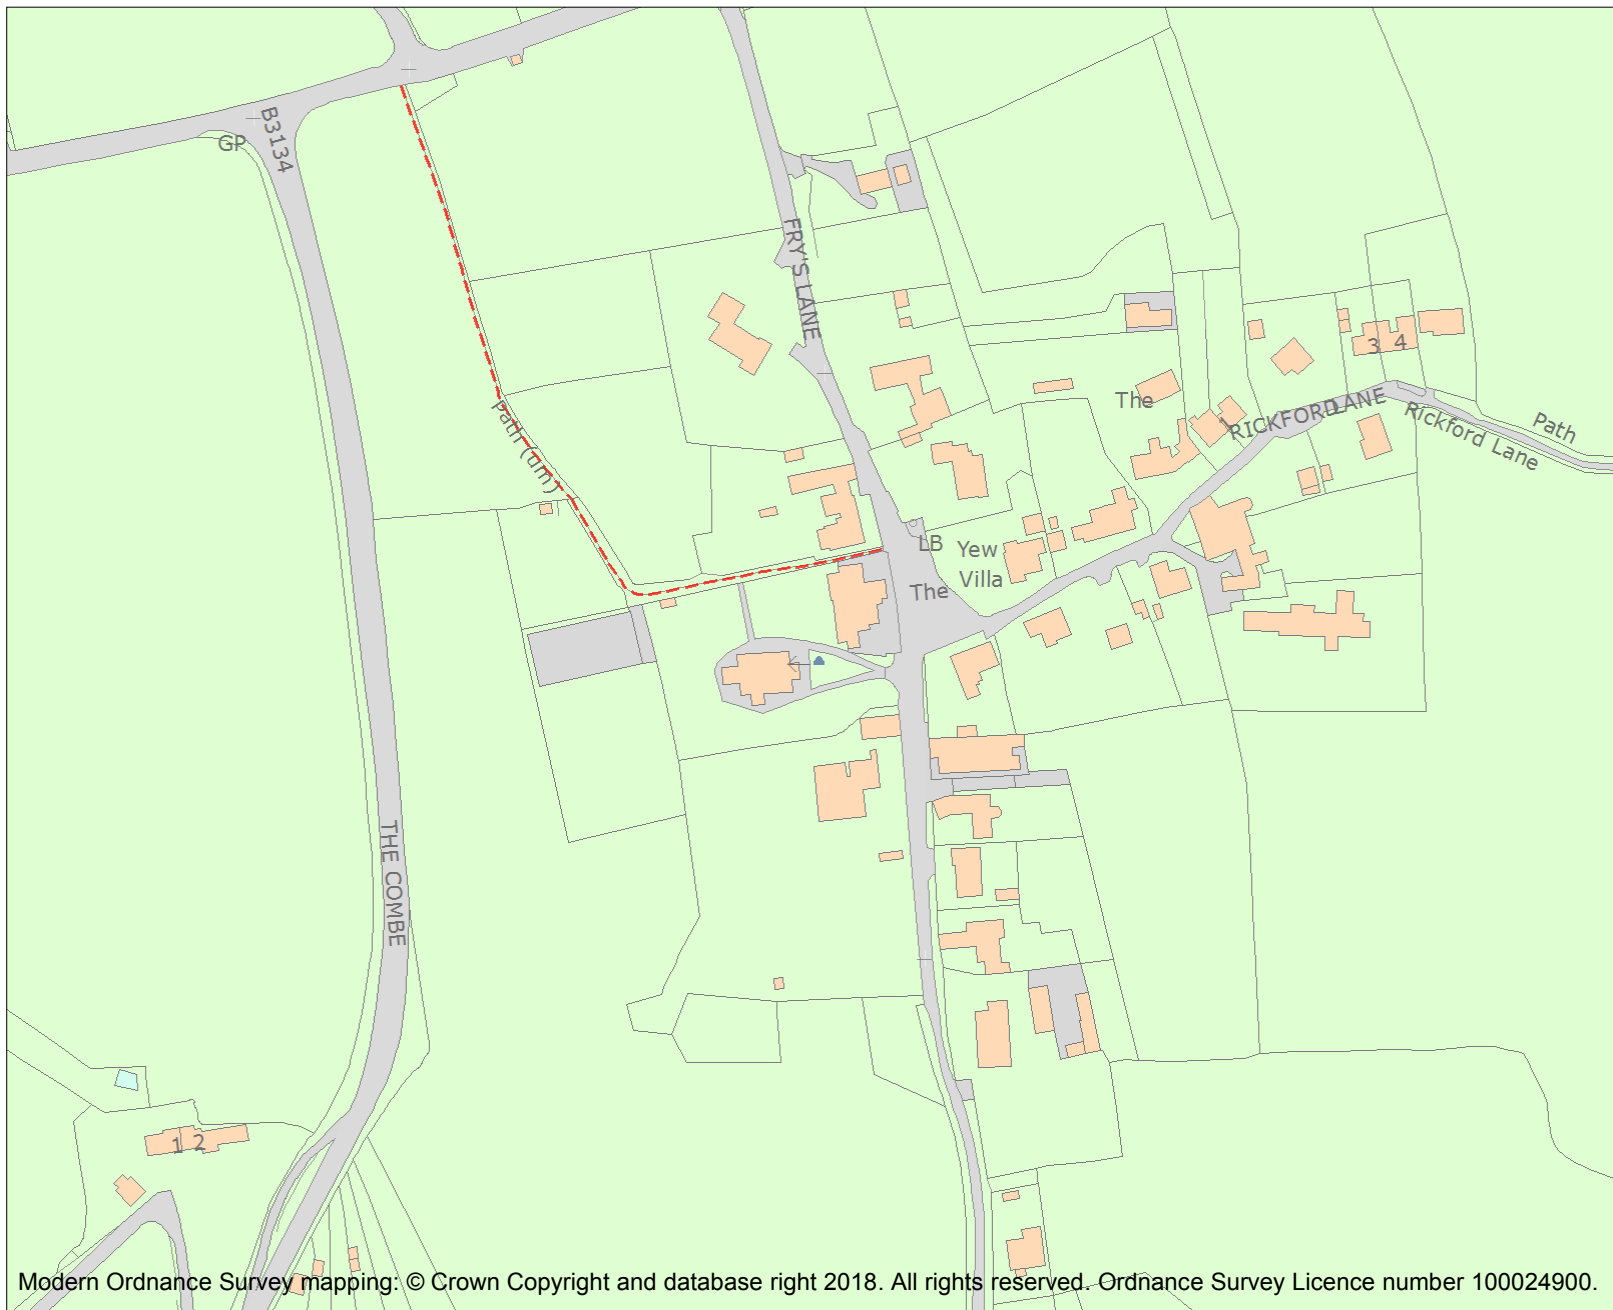 B3134
GP
FRY'S LANE
3 4
The
1
RICKFORD LANE
Rickford Lane
Path
Path (um)
LB
Yew
Villa
The
THE COMBE
1 2
Modern Ordnance Survey mapping: © Crown Copyright and database right 2018. All rights reserved. Ordnance Survey Licence number 100024900.